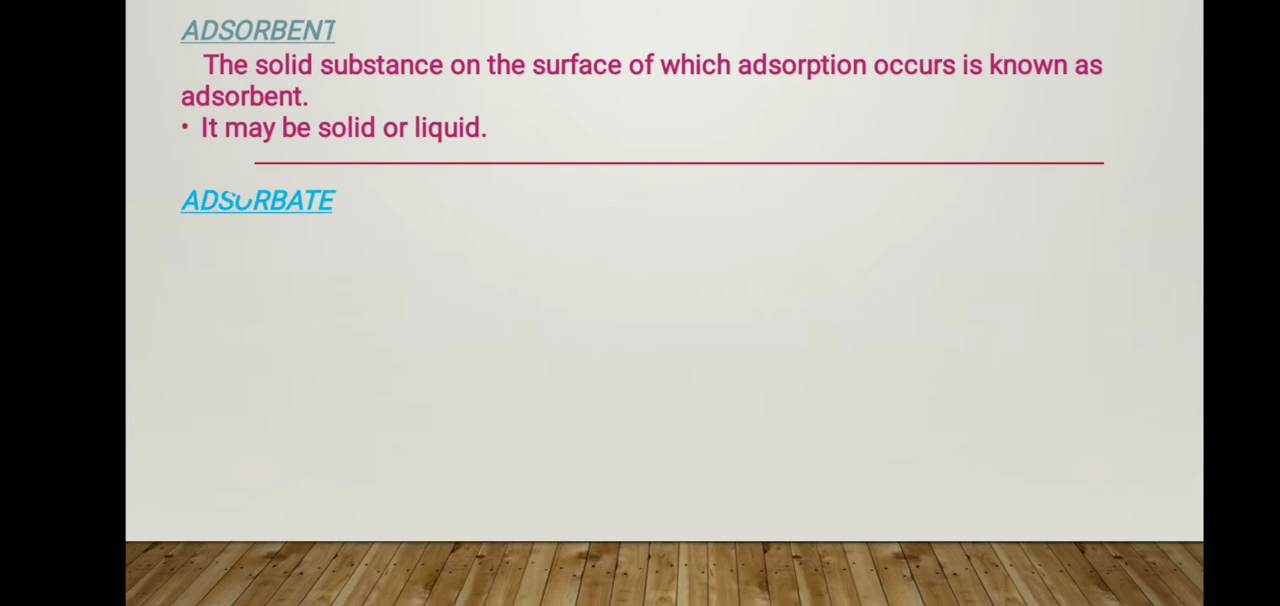 ADSORBENT
The solid substance on the surface of which adsorption occurs is known as
adsorbent.
• It may be solid or liquid.
ADSORBATE